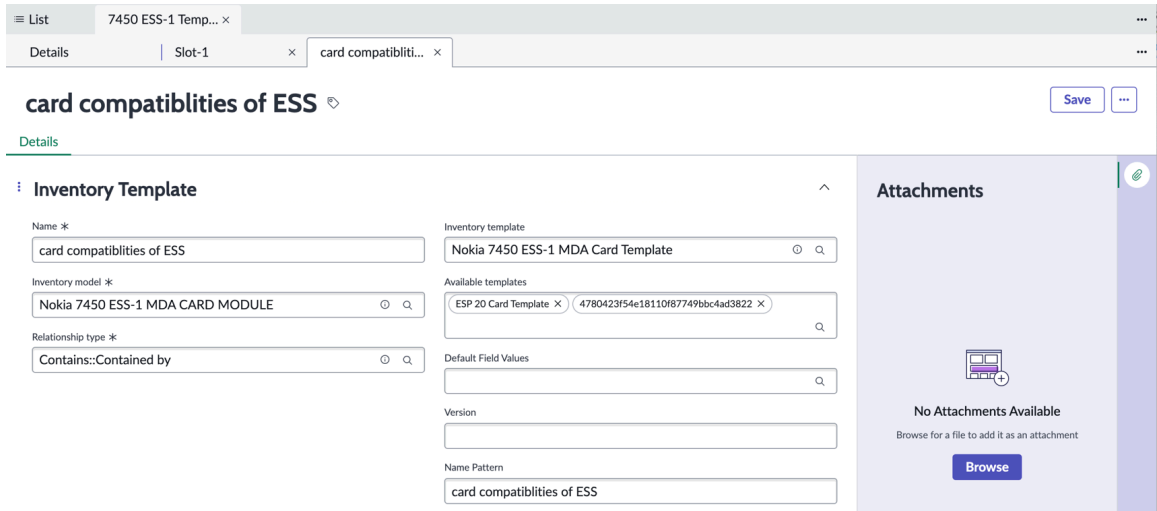 List
7450 ESS-1 Temp... ×
Details
Slot-1 ×
card compatibliti... ×
card compatiblities of ESS
Save
Details
Inventory Template
Name *
card compatiblities of ESS
Inventory model *
Nokia 7450 ESS-1 MDA CARD MODULE
Relationship type *
Contains::Contained by
Inventory template
Nokia 7450 ESS-1 MDA Card Template
Available templates
ESP 20 Card Template × 4780423f54e18110f87749bbc4ad3822 ×
Default Field Values
Version
Name Pattern
card compatiblities of ESS
Attachments
No Attachments Available
Browse for a file to add it as an attachment
Browse